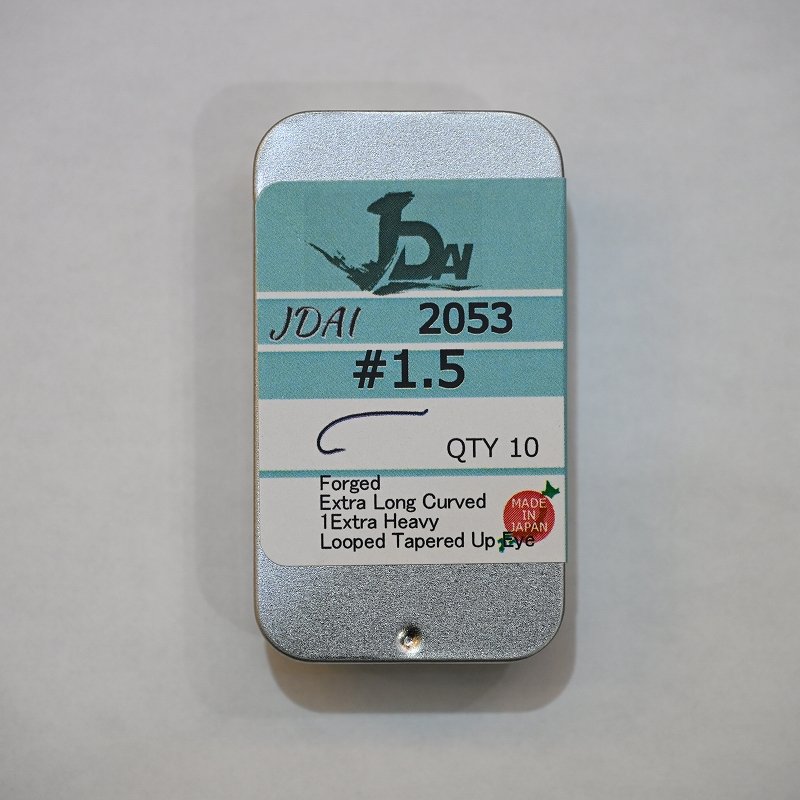 JDAI
JDAI 2053
#1.5
QTY 10
Forged
Extra Long Curved
1Extra Heavy
Looped Tapered Up Eye
MADE
IN
JAPAN